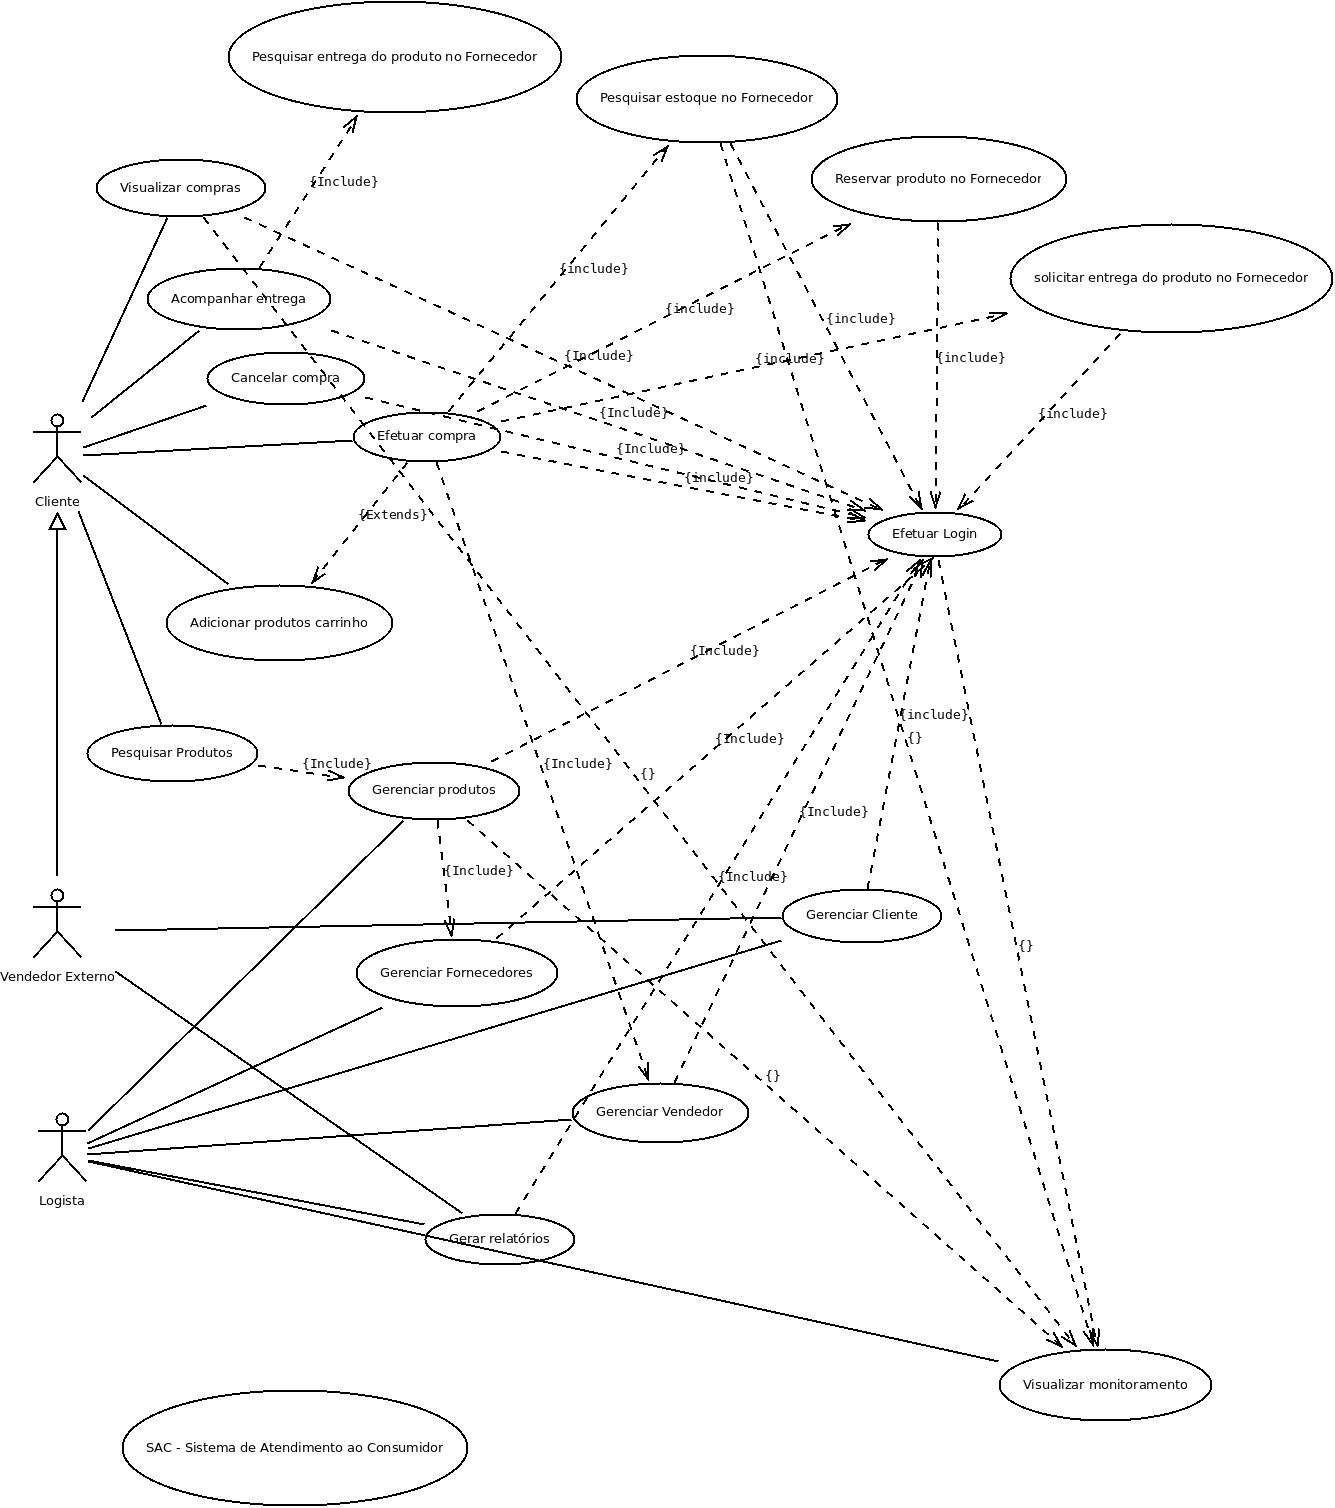 Pesquisar entrega do produto no Fornecedor
Pesquisar estoque no Fornecedor
Reservar produto no Fornecedor
{Include}
Visualizar compras
solicitar entrega do produto no Fornecedor
{include}
Acompanhar entrega
{include}
{include}
{Include}
{include}
{include}
Cancelar compra
{Include}
{include}
Efetuar compra
{Include}
{include}
Cliente
{Extends}
Efetuar Login
Adicionar produtos carrinho
{Include}
{include}
{Include}
{}
Pesquisar Produtos
{Include}
{Include}
{}
Gerenciar produtos
{Include}
{Include}
{Include}
Gerenciar Cliente
{}
Vendedor Externo
Gerenciar Fornecedores
{}
Gerenciar Vendedor
Logista
Gerar relatórios
Visualizar monitoramento
SAC - Sistema de Atendimento ao Consumidor